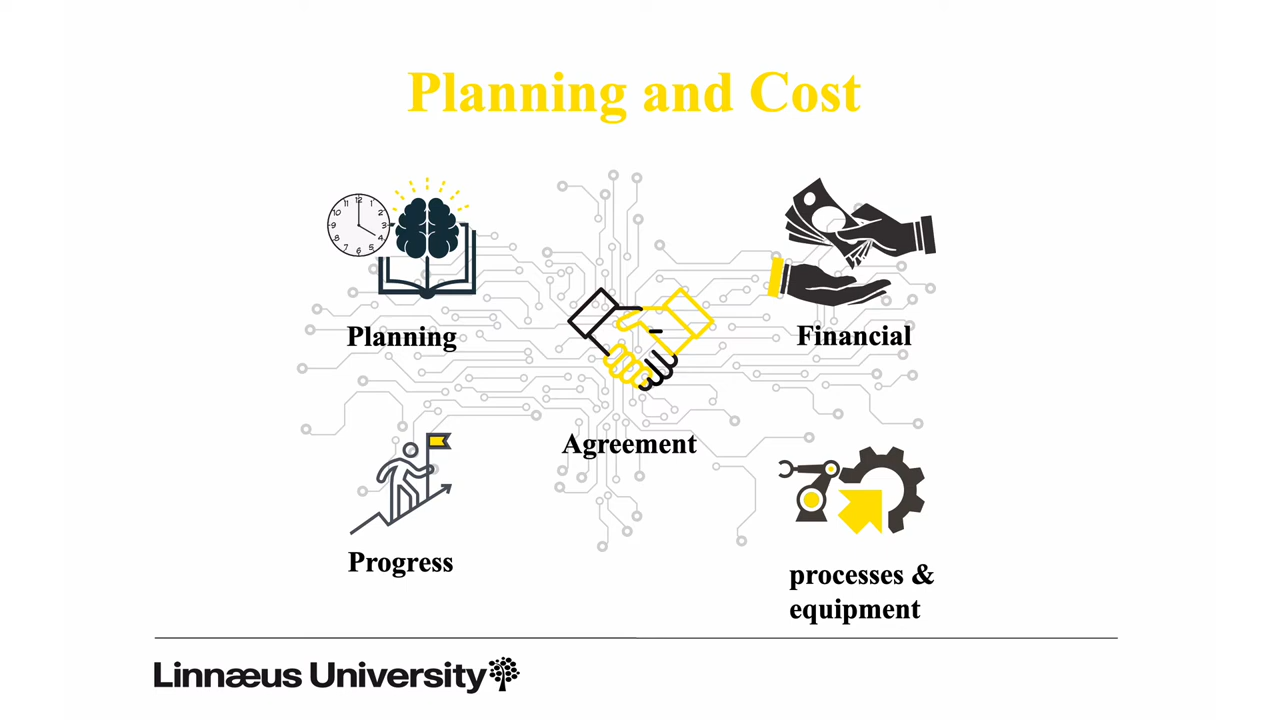 Planning and Cost
Planning
Financial
Agreement
Progress
processes &
equipment
Linnæus University